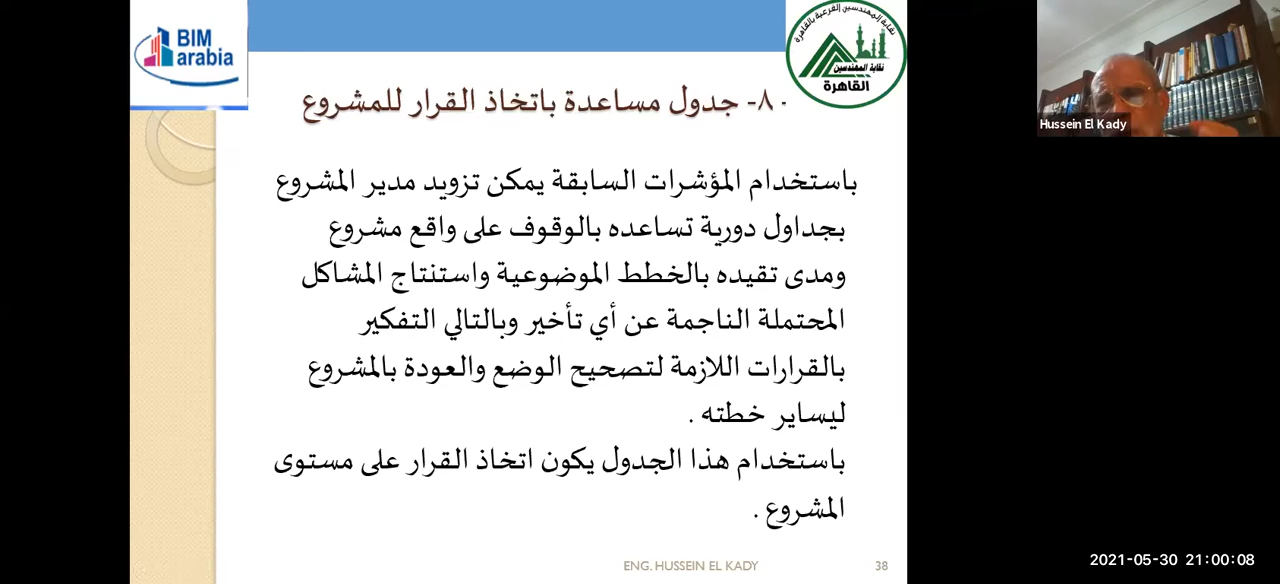 BIM
arabia
نقابة المهندسين الفرعية بالقاهرة
نقابة المهندسين
القاهرة
٨٠- جدول مساعدة باتخاذ القرار للمشروع
باستخدام المؤشرات السابقة يمكن تزويد مدير المشروع
بجداول دورية تساعده بالوقوف على واقع مشروع
ومدى تقيده بالخطط الموضوعية واستنتاج المشاكل
المحتملة الناجمة عن أي تأخير وبالتالي التفكير
بالقرارات اللازمة لتصحيح الوضع والعودة بالمشروع
ليساير خطته .
باستخدام هذا الجدول يكون اتخاذ القرار على مستوى
المشروع .
ENG. HUSSEIN EL KADY
38
Hussein El Kady
2021-05-30 21:00:08